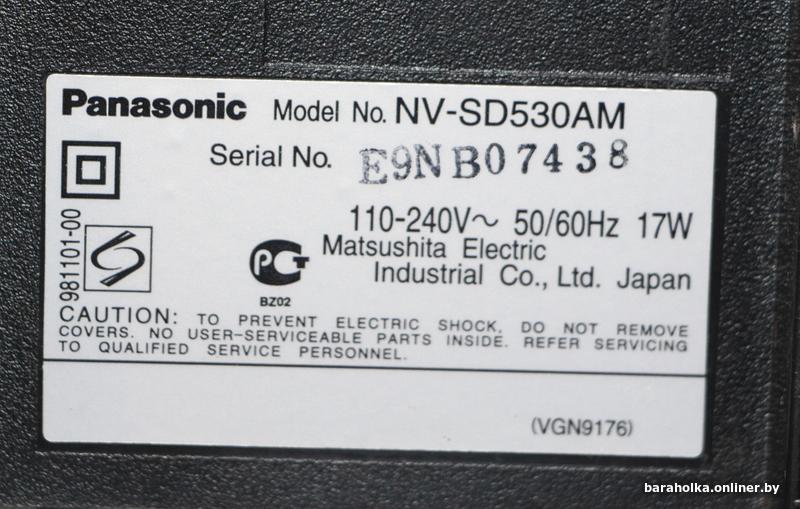 Panasonic Model No. NV-SD530AM
Serial No. E9NB07438
110-240V~ 50/60Hz 17W
981101-00
Matsushita Electric
Industrial Co., Ltd. Japan
BZ02
CAUTION: TO PREVENT ELECTRIC SHOCK, DO NOT REMOVE
COVERS. NO USER-SERVICEABLE PARTS INSIDE. REFER SERVICING
TO QUALIFIED SERVICE PERSONNEL.
(VGN9176)
baraholka.onliner.by